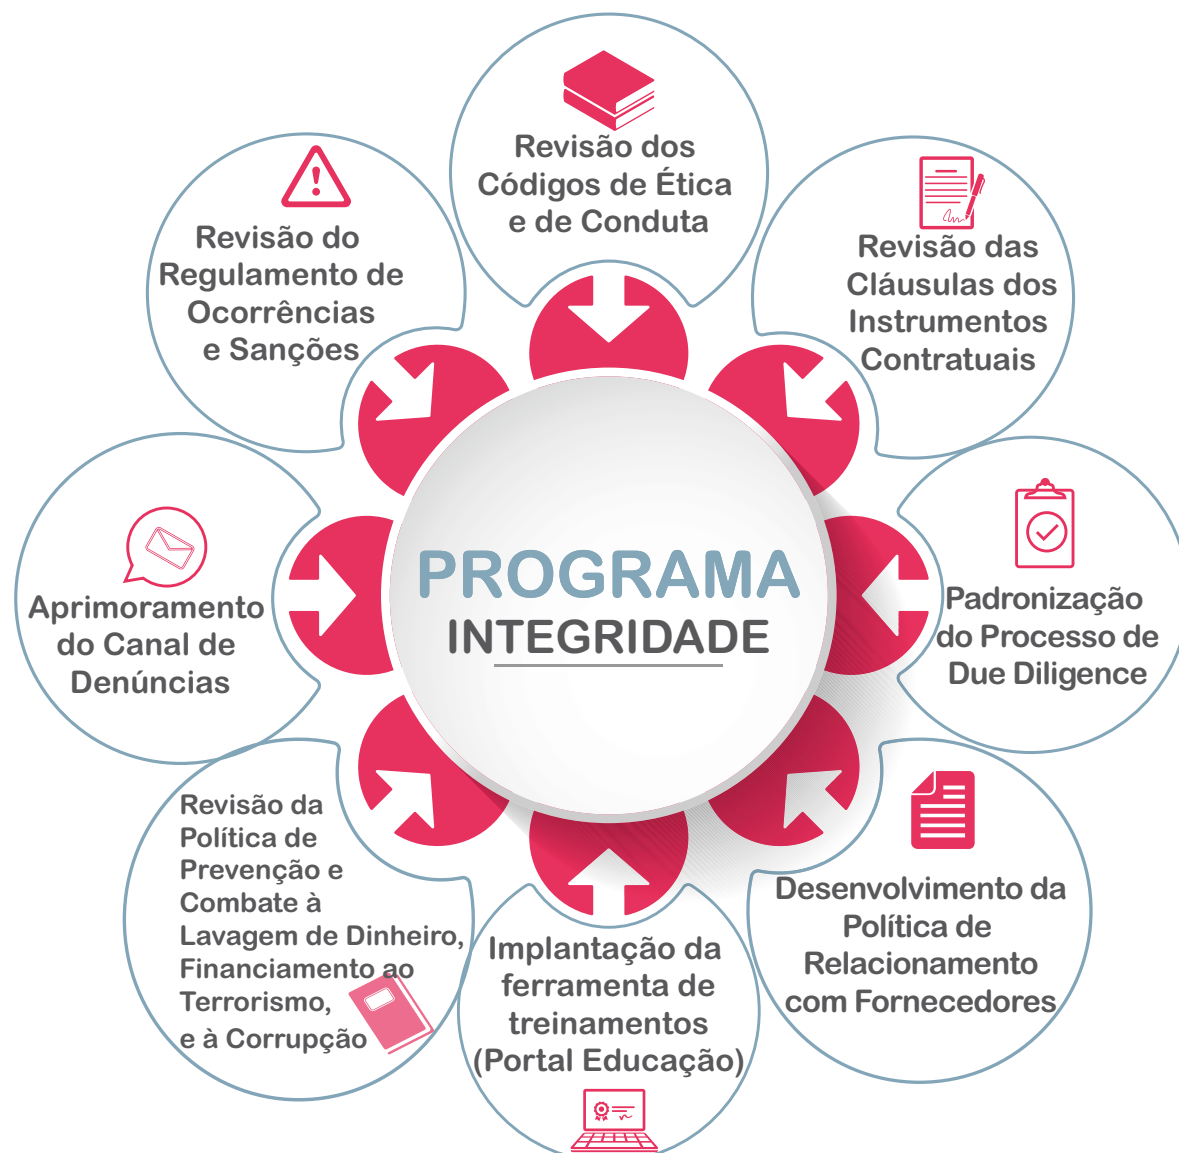 Revisão dos
Códigos de Ética
e de Conduta
Revisão das
Cláusulas dos
Instrumentos
Contratuais
Padronização
do Processo de
Due Diligence
Desenvolvimento da
Política de
Relacionamento
com Fornecedores
Implantação da
ferramenta de
treinamentos
(Portal Educação)
Revisão da
Política de
Prevenção e
Combate à
Lavagem de Dinheiro,
Financiamento ao
Terrorismo,
e à Corrupção
Aprimoramento
do Canal de
Denúncias
Revisão do
Regulamento de
Ocorrências
e Sanções
PROGRAMA
INTEGRIDADE